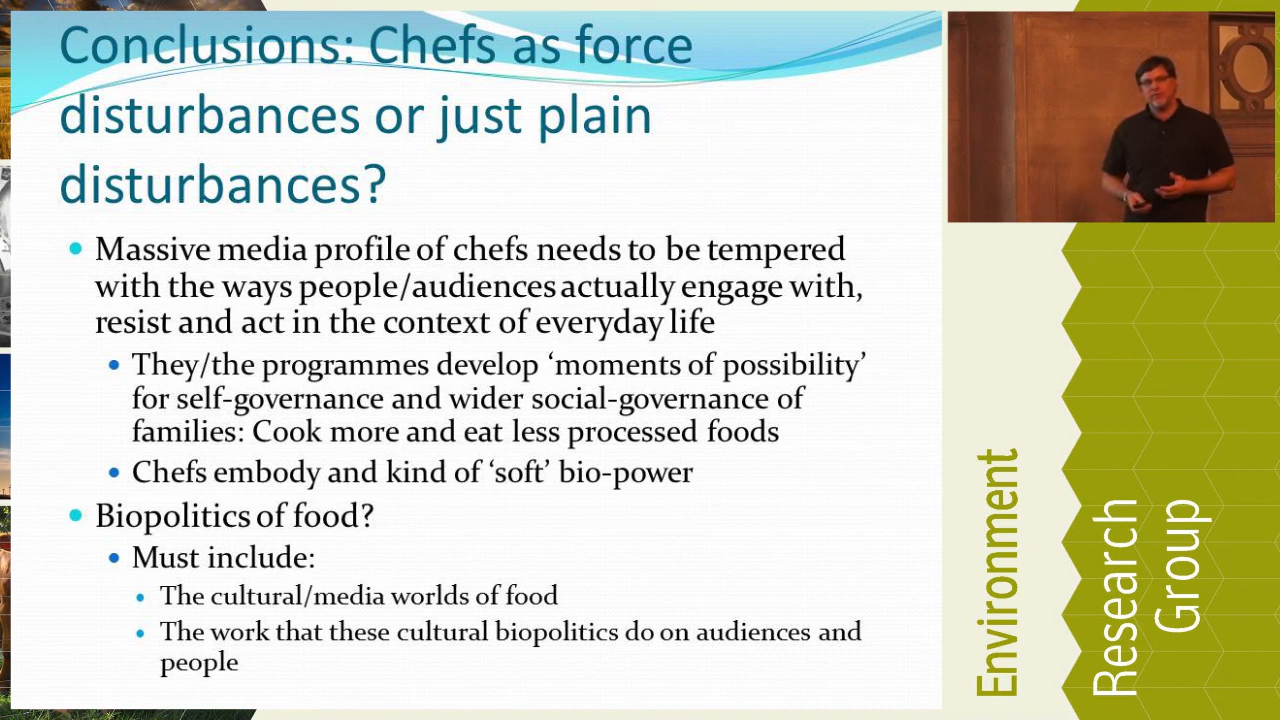 Conclusions: Chefs as force
disturbances or just plain
disturbances?
Massive media profile of chefs needs to be tempered
with the ways people/audiences actually engage with,
resist and act in the context of everyday life
They/the programmes develop ‘moments of possibility’
for self-governance and wider social-governance of
families: Cook more and eat less processed foods
Chefs embody and kind of ‘soft’ bio-power
Biopolitics of food?
Must include:
The cultural/media worlds of food
The work that these cultural biopolitics do on audiences and
people
Environment
Research
Group